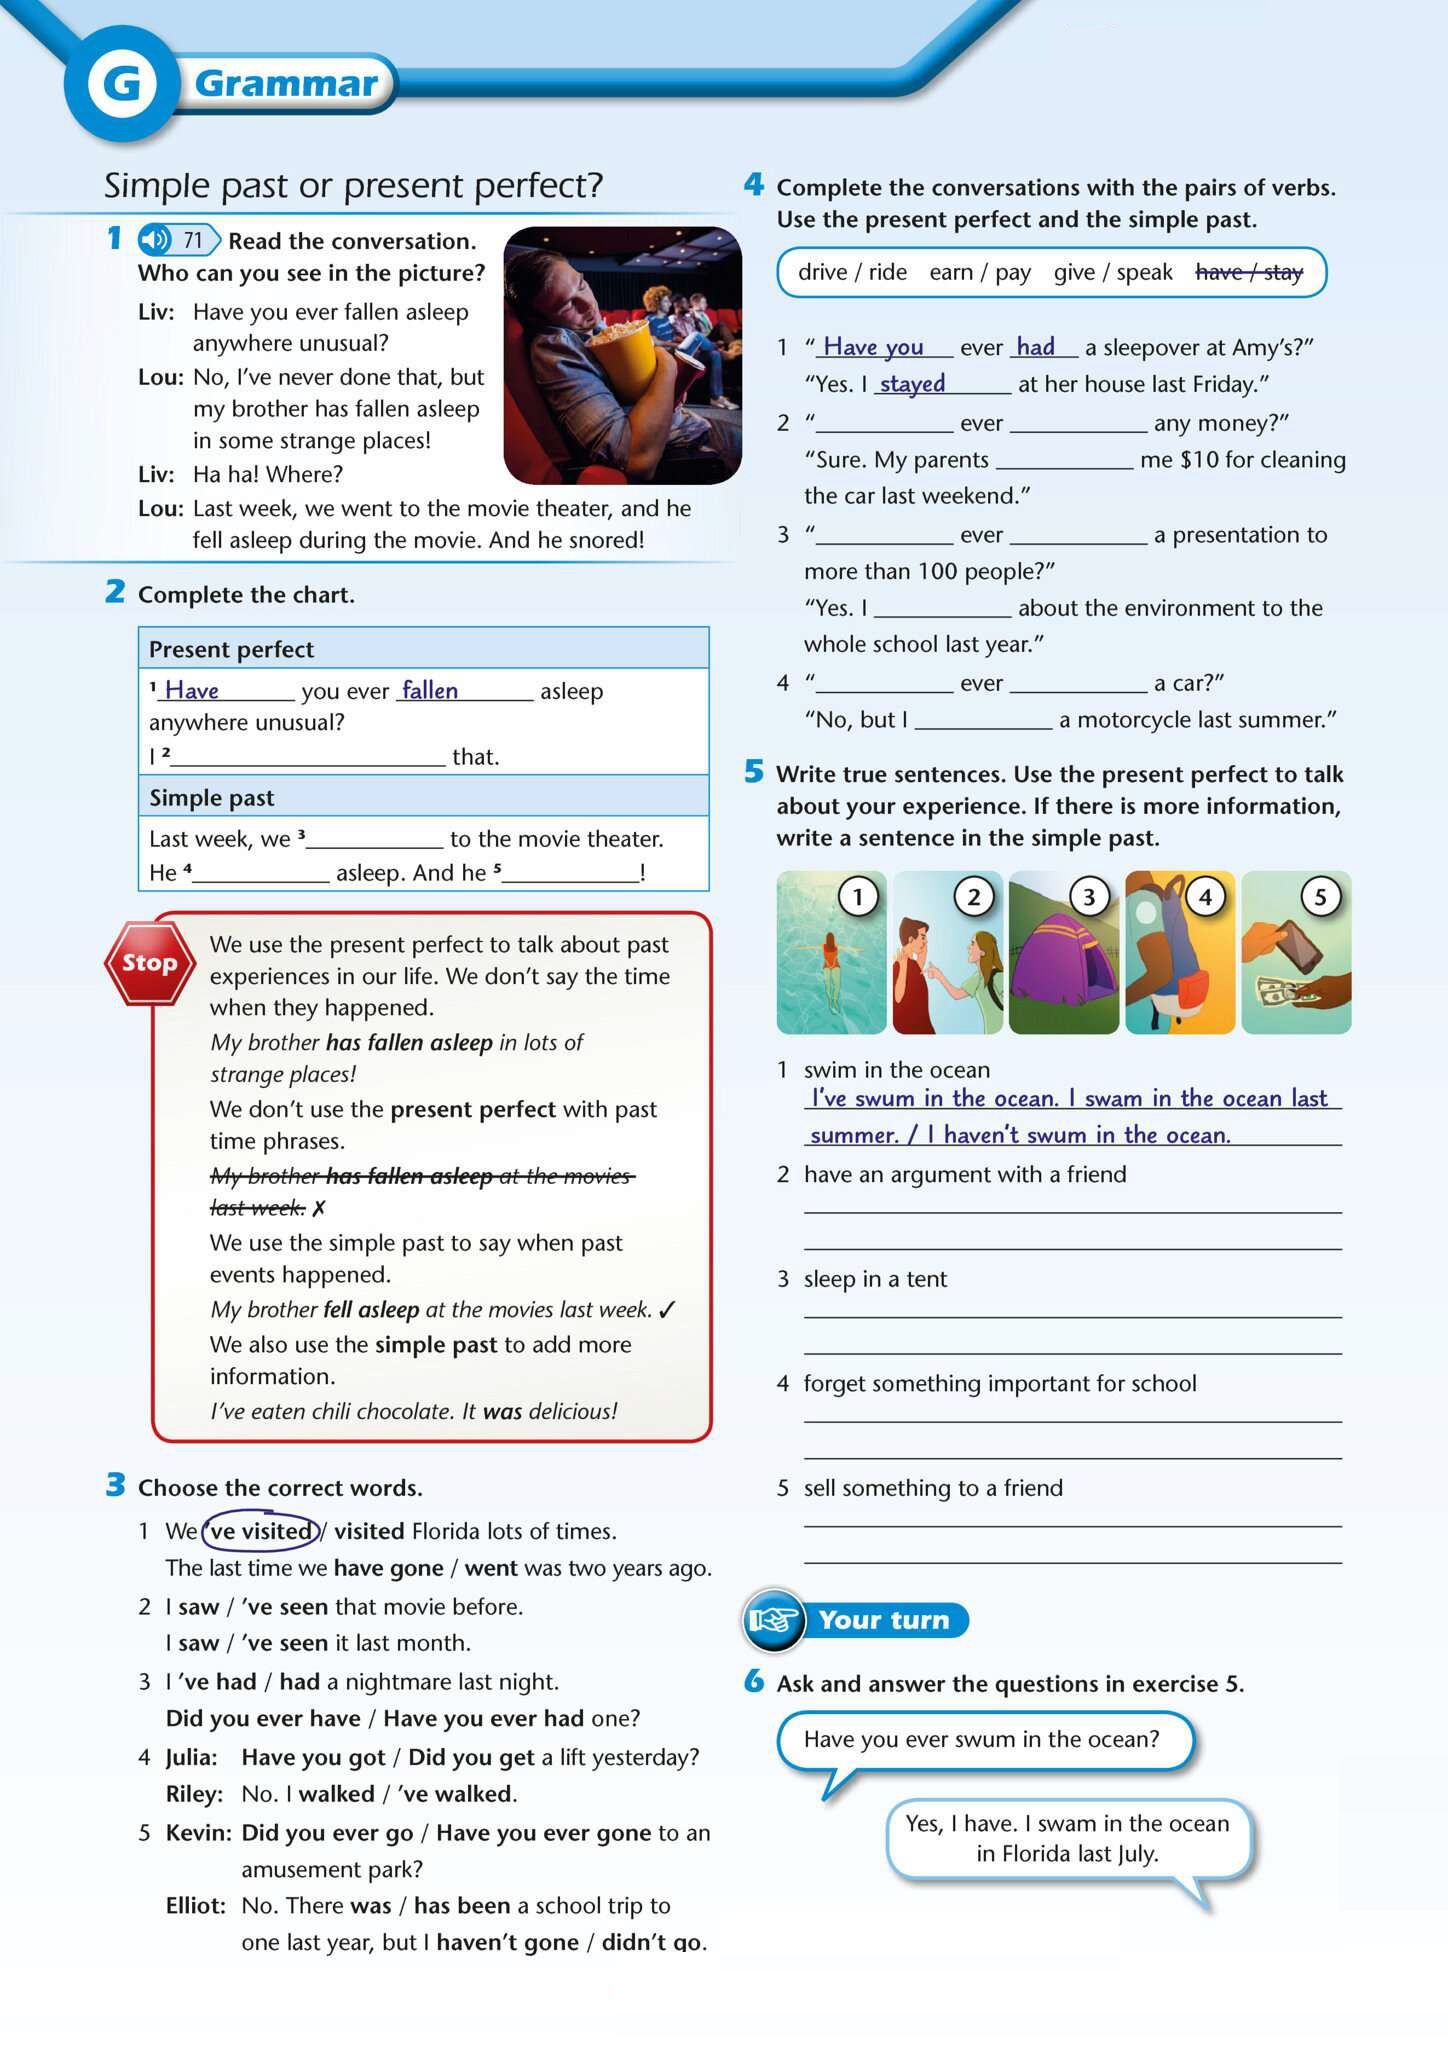 G Grammar
Simple past or present perfect?
1 71 Read the conversation.
Who can you see in the picture?
Liv: Have you ever fallen asleep
anywhere unusual?
Lou: No, I've never done that, but
my brother has fallen asleep
in some strange places!
Liv: Ha ha! Where?
Lou: Last week, we went to the movie theater, and he
fell asleep during the movie. And he snored!
2 Complete the chart.
Present perfect
1 Have you ever fallen asleep
anywhere unusual?
I 2____________ that.
Simple past
Last week, we 3____________ to the movie theater.
He 4____________ asleep. And he 5____________!
Stop
We use the present perfect to talk about past
experiences in our life. We don't say the time
when they happened.
My brother has fallen asleep in lots of
strange places!
We don't use the present perfect with past
time phrases.
My brother has fallen asleep at the movies
last week. ✗
We use the simple past to say when past
events happened.
My brother fell asleep at the movies last week. ✓
We also use the simple past to add more
information.
I've eaten chili chocolate. It was delicious!
3 Choose the correct words.
1 We 've visited / visited Florida lots of times.
The last time we have gone / went was two years ago.
2 I saw / 've seen that movie before.
I saw / 've seen it last month.
3 I 've had / had a nightmare last night.
Did you ever have / Have you ever had one?
4 Julia: Have you got / Did you get a lift yesterday?
Riley: No. I walked / 've walked.
5 Kevin: Did you ever go / Have you ever gone to an
amusement park?
Elliot: No. There was / has been a school trip to
one last year, but I haven't gone / didn't go.
4 Complete the conversations with the pairs of verbs.
Use the present perfect and the simple past.
drive / ride earn / pay give / speak have / stay
1 "Have you ever had a sleepover at Amy's?"
"Yes. I stayed at her house last Friday."
2 "____________ ever ____________ any money?"
"Sure. My parents ____________ me $10 for cleaning
the car last weekend."
3 "____________ ever ____________ a presentation to
more than 100 people?"
"Yes. I ____________ about the environment to the
whole school last year."
4 "____________ ever ____________ a car?"
"No, but I ____________ a motorcycle last summer."
5 Write true sentences. Use the present perfect to talk
about your experience. If there is more information,
write a sentence in the simple past.
1 2 3 4 5
1 swim in the ocean
I've swum in the ocean. I swam in the ocean last
summer. / I haven't swum in the ocean.
2 have an argument with a friend
3 sleep in a tent
4 forget something important for school
5 sell something to a friend
Your turn
6 Ask and answer the questions in exercise 5.
Have you ever swum in the ocean?
Yes, I have. I swam in the ocean
in Florida last July.